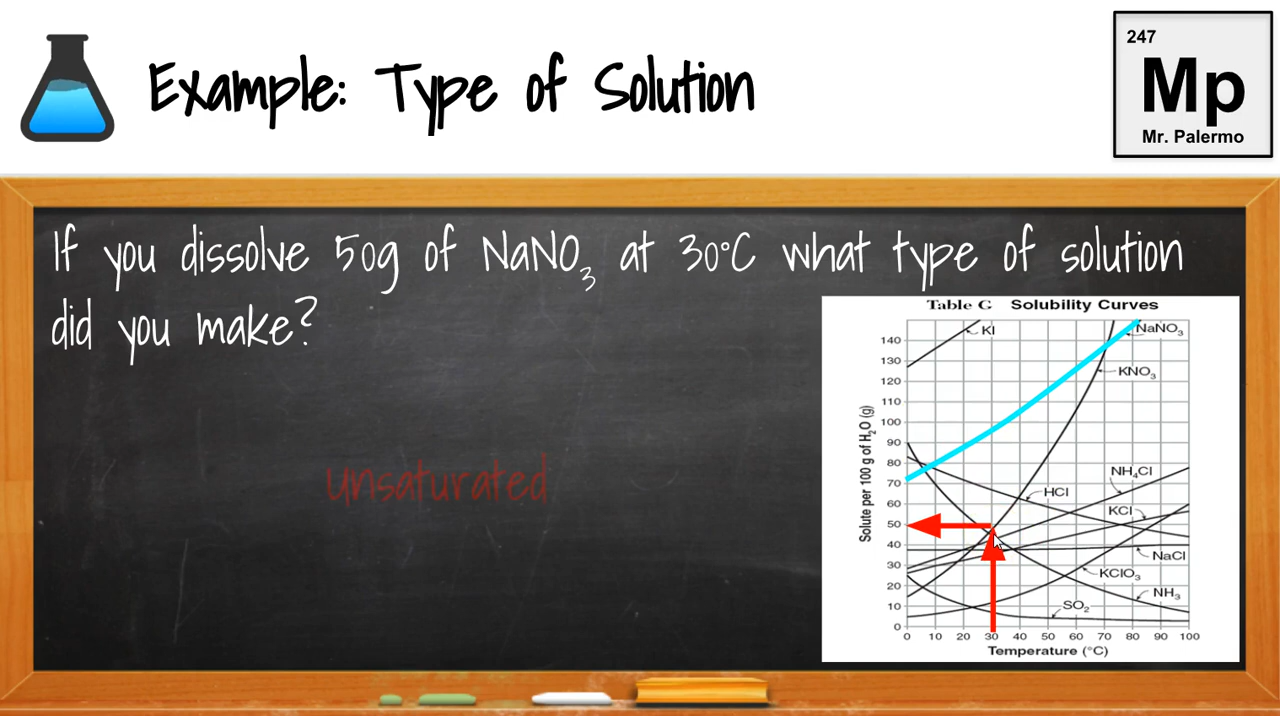 Example: Type of Solution
247
Mp
Mr. Palermo
If you dissolve 50g of NaNO₃ at 30°C what type of solution
did you make?
unsaturated
Table G Solubility Curves
Solute per 100 g of H₂O (g)
140
130
120
110
100
90
80
70
60
50
40
30
20
10
0
KI
NaNO₃
KNO₃
NH₄Cl
HCl
KCl
NaCl
KClO₃
NH₃
SO₂
0 10 20 30 40 50 60 70 80 90 100
Temperature (°C)